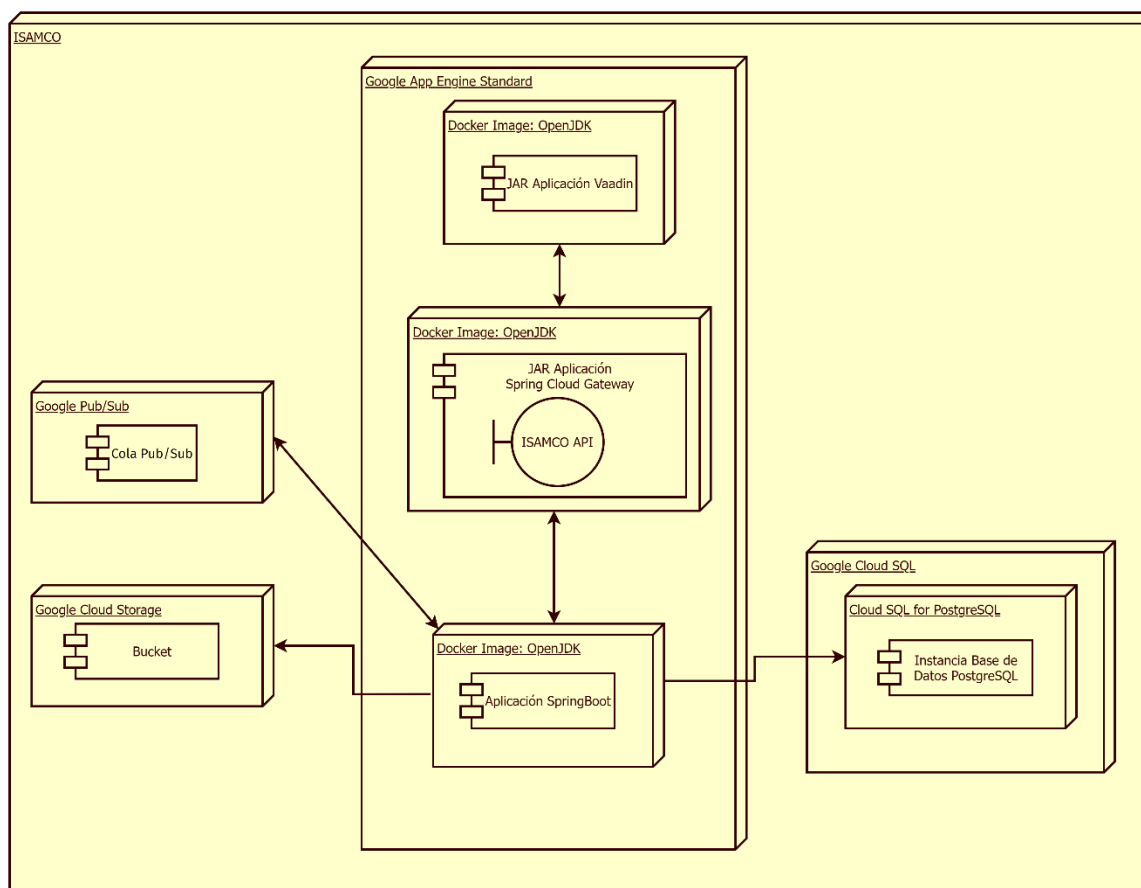 ISAMCO
Google App Engine Standard
Docker Image: OpenJDK
JAR Aplicación Vaadin
Docker Image: OpenJDK
JAR Aplicación
Spring Cloud Gateway
ISAMCO API
Google Pub/Sub
Cola Pub/Sub
Google Cloud Storage
Bucket
Docker Image: OpenJDK
Aplicación SpringBoot
Google Cloud SQL
Cloud SQL for PostgreSQL
Instancia Base de
Datos PostgreSQL